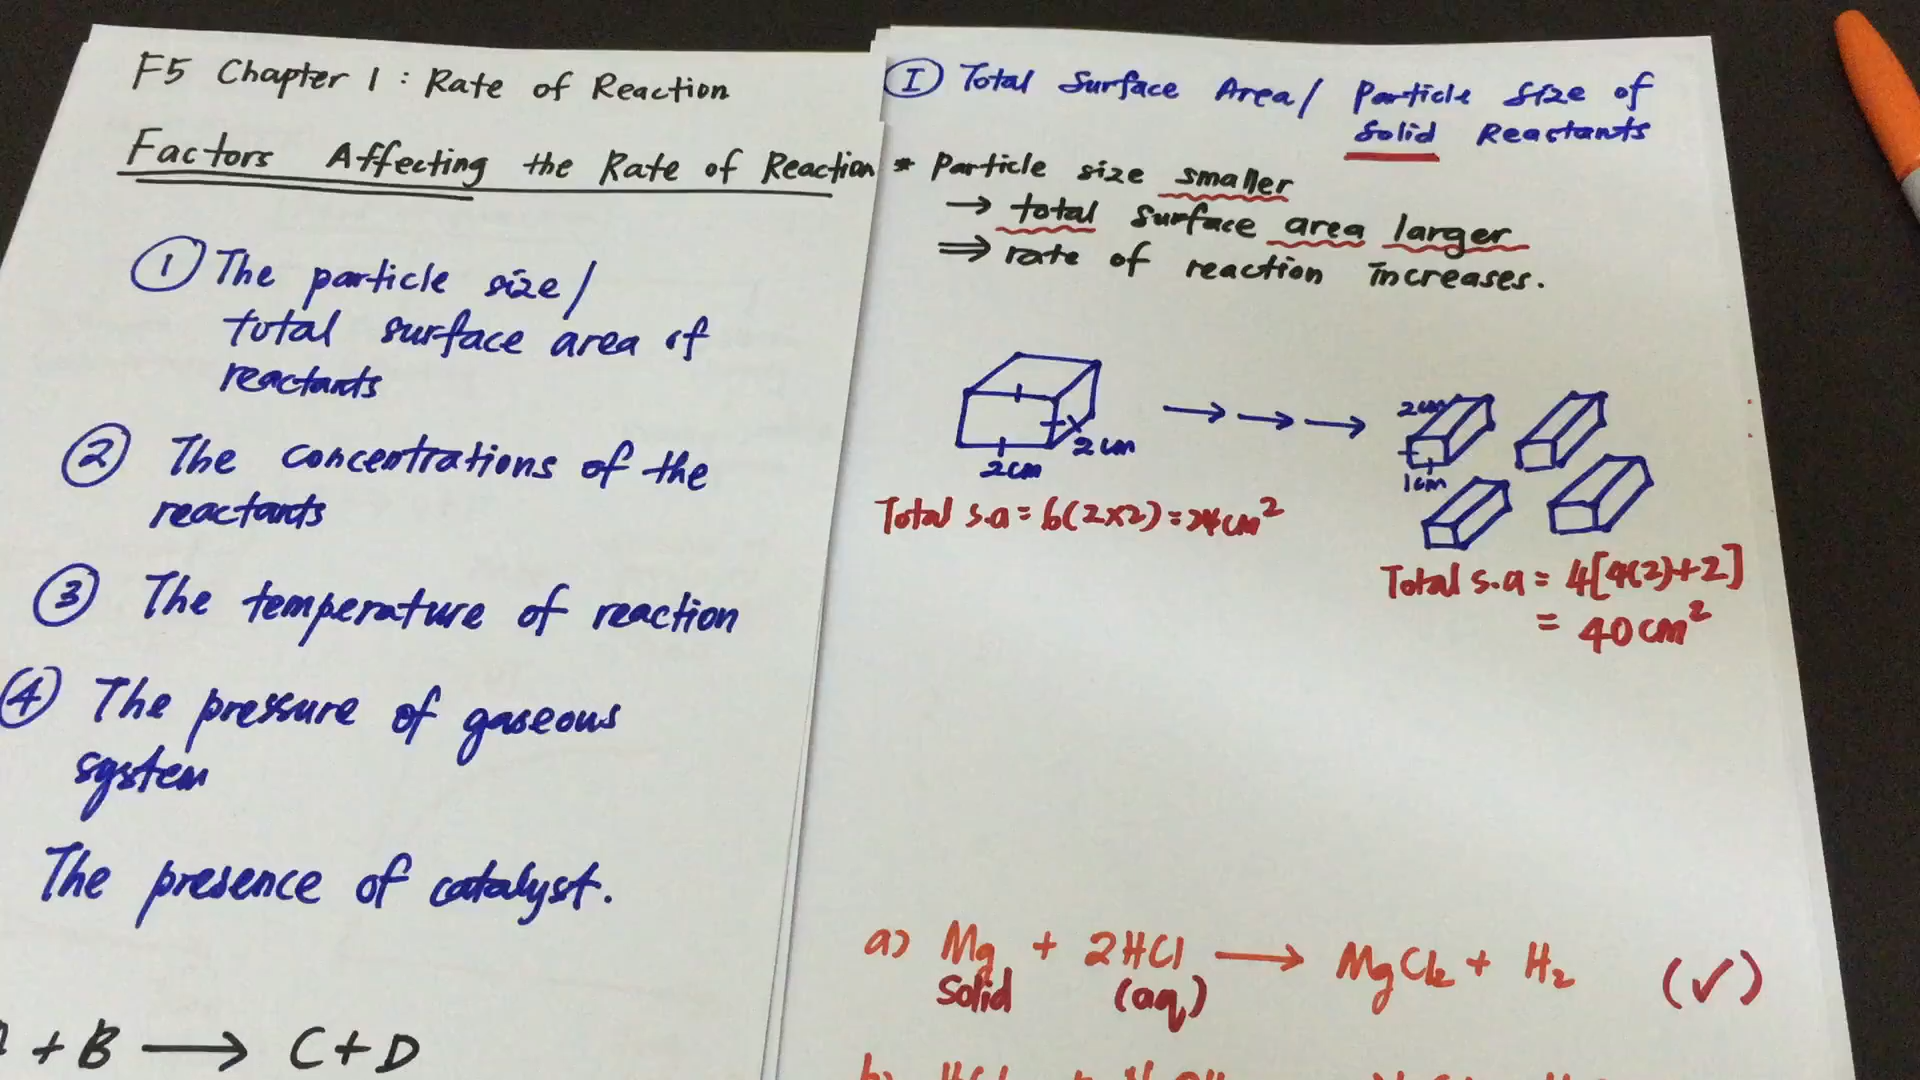 F5 Chapter 1 : Rate of Reaction
Factors Affecting the Rate of Reaction
① The particle size/
total surface area of
reactants
② The concentrations of the
reactants
③ The temperature of reaction
④ The pressure of gaseous
system
The presence of catalyst.
+ B → C + D
Ⓘ Total Surface Area/ Particle Size of
Solid Reactants
* Particle size smaller
→ total surface area larger
⇒ rate of reaction increases.
2cm
2cm
Total s.a = 6(2×2) = 24cm²
2cm
1cm
Total s.a = 4[4(2)+2]
= 40cm²
a) Mg + 2HCl → MgCl₂ + H₂ (✓)
Solid (aq)